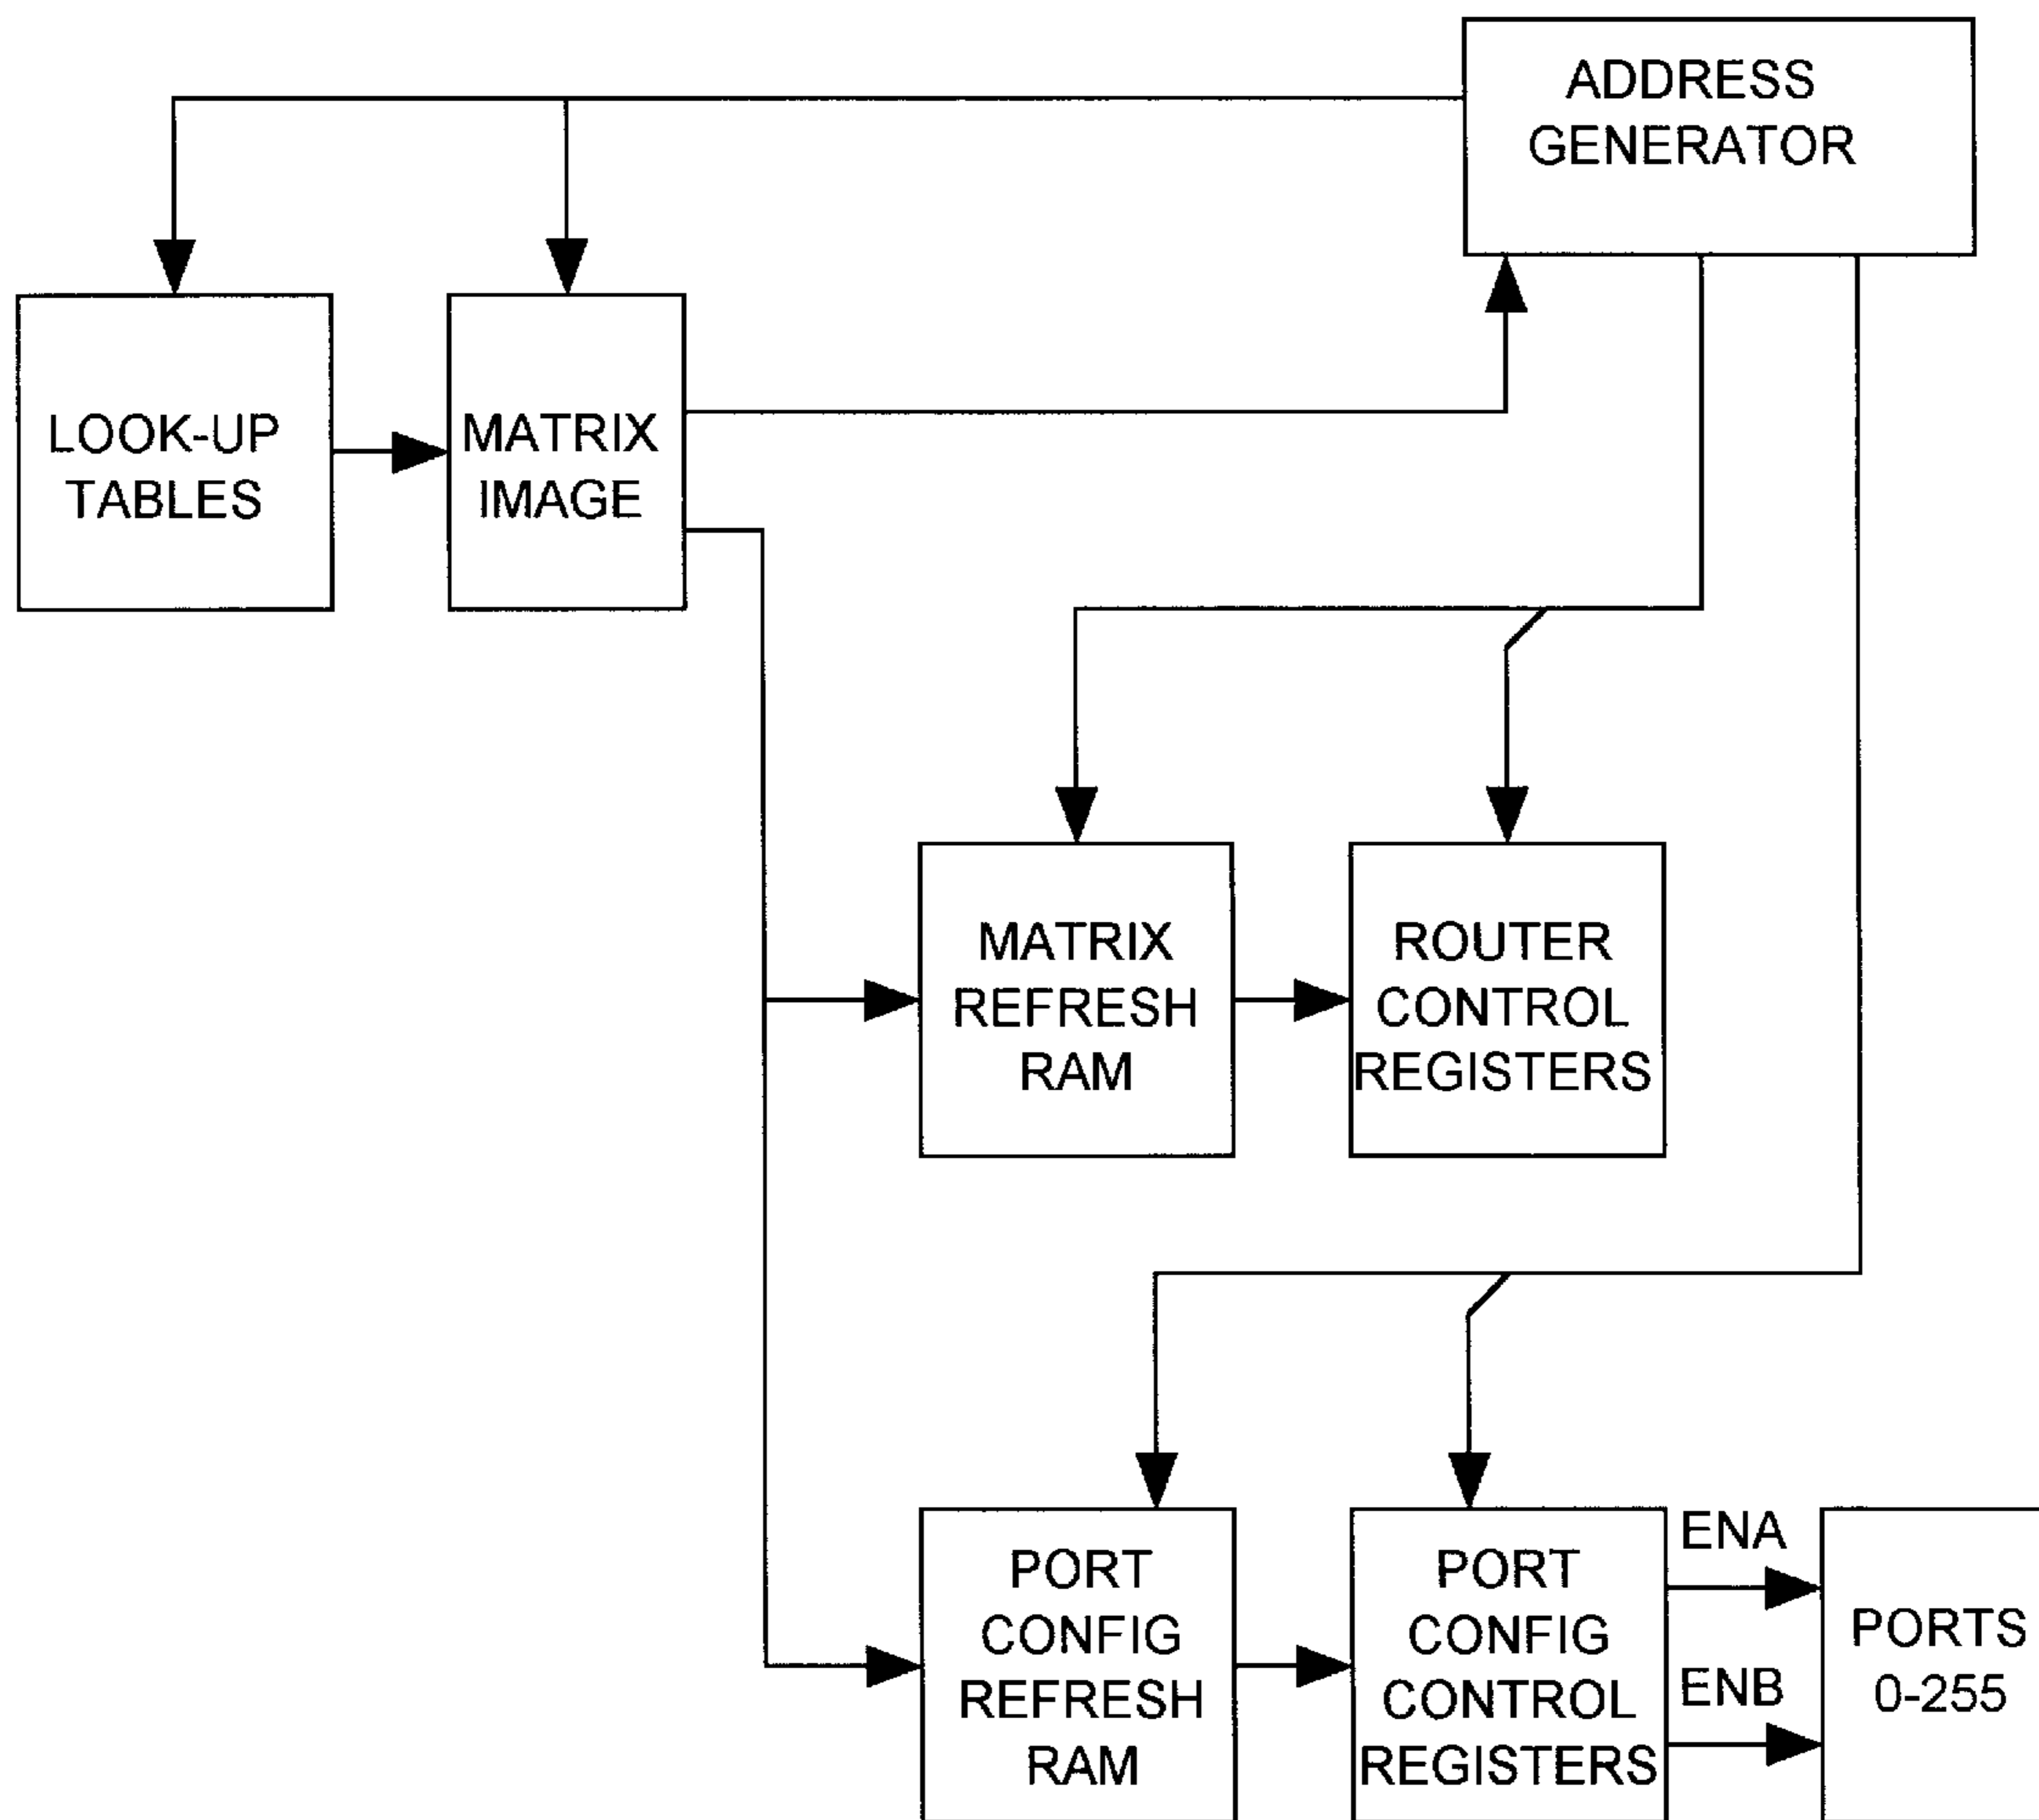 ADDRESS
GENERATOR
LOOK-UP
TABLES
MATRIX
IMAGE
MATRIX
REFRESH
RAM
ROUTER
CONTROL
REGISTERS
PORT
CONFIG
REFRESH
RAM
PORT
CONFIG
CONTROL
REGISTERS
ENA
ENB
PORTS
0-255